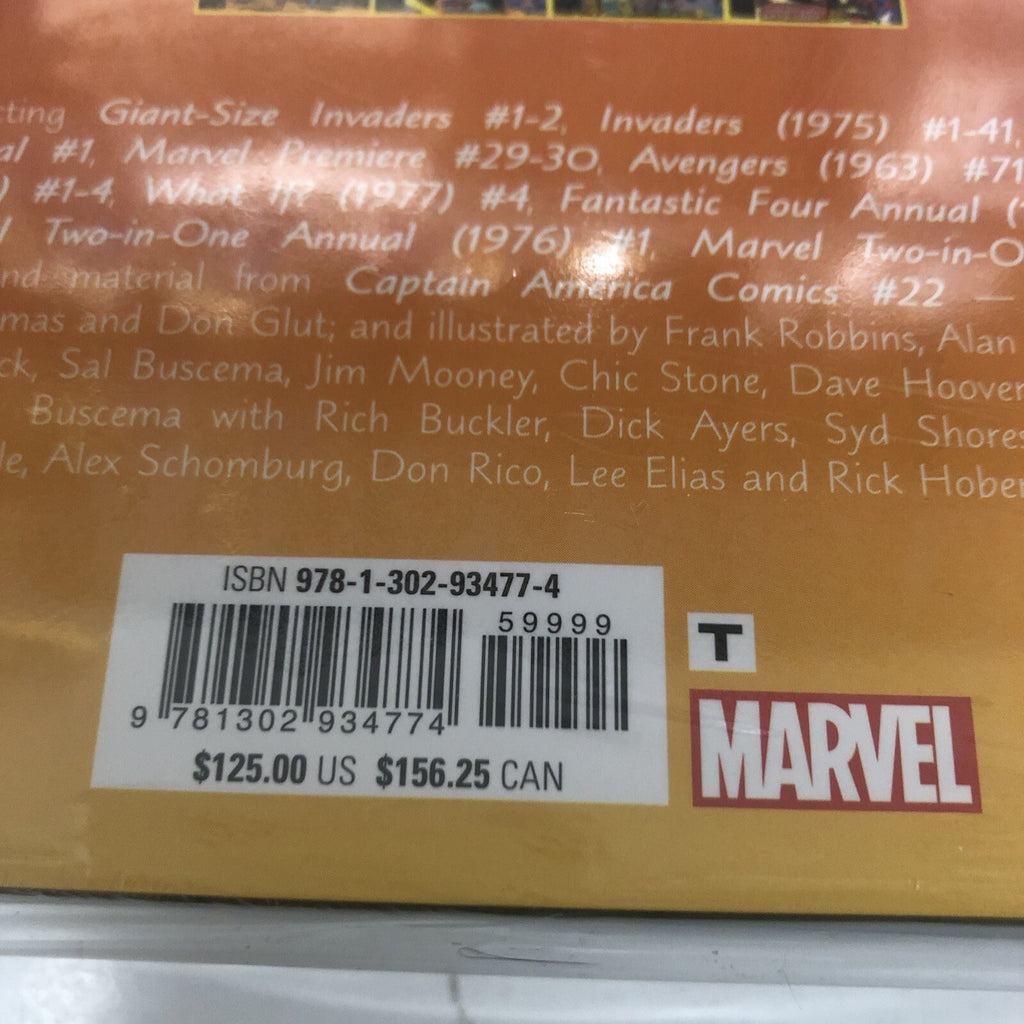 cting Giant-Size Invaders #1-2, Invaders (1975) #1-41,
al #1, Marvel Premiere #29-30, Avengers (1963) #71
) #1-4, What If? (1977) #4, Fantastic Four Annual (
Two-in-One Annual (1976) #1, Marvel Two-in-O
nd material from Captain America Comics #22 —
mas and Don Glut; and illustrated by Frank Robbins, Alan
ck, Sal Buscema, Jim Mooney, Chic Stone, Dave Hoover
Buscema with Rich Buckler, Dick Ayers, Syd Shores
le, Alex Schomburg, Don Rico, Lee Elias and Rick Hober
ISBN 978-1-302-93477-4
59999
9 781302 934774
$125.00 US $156.25 CAN
T
MARVEL